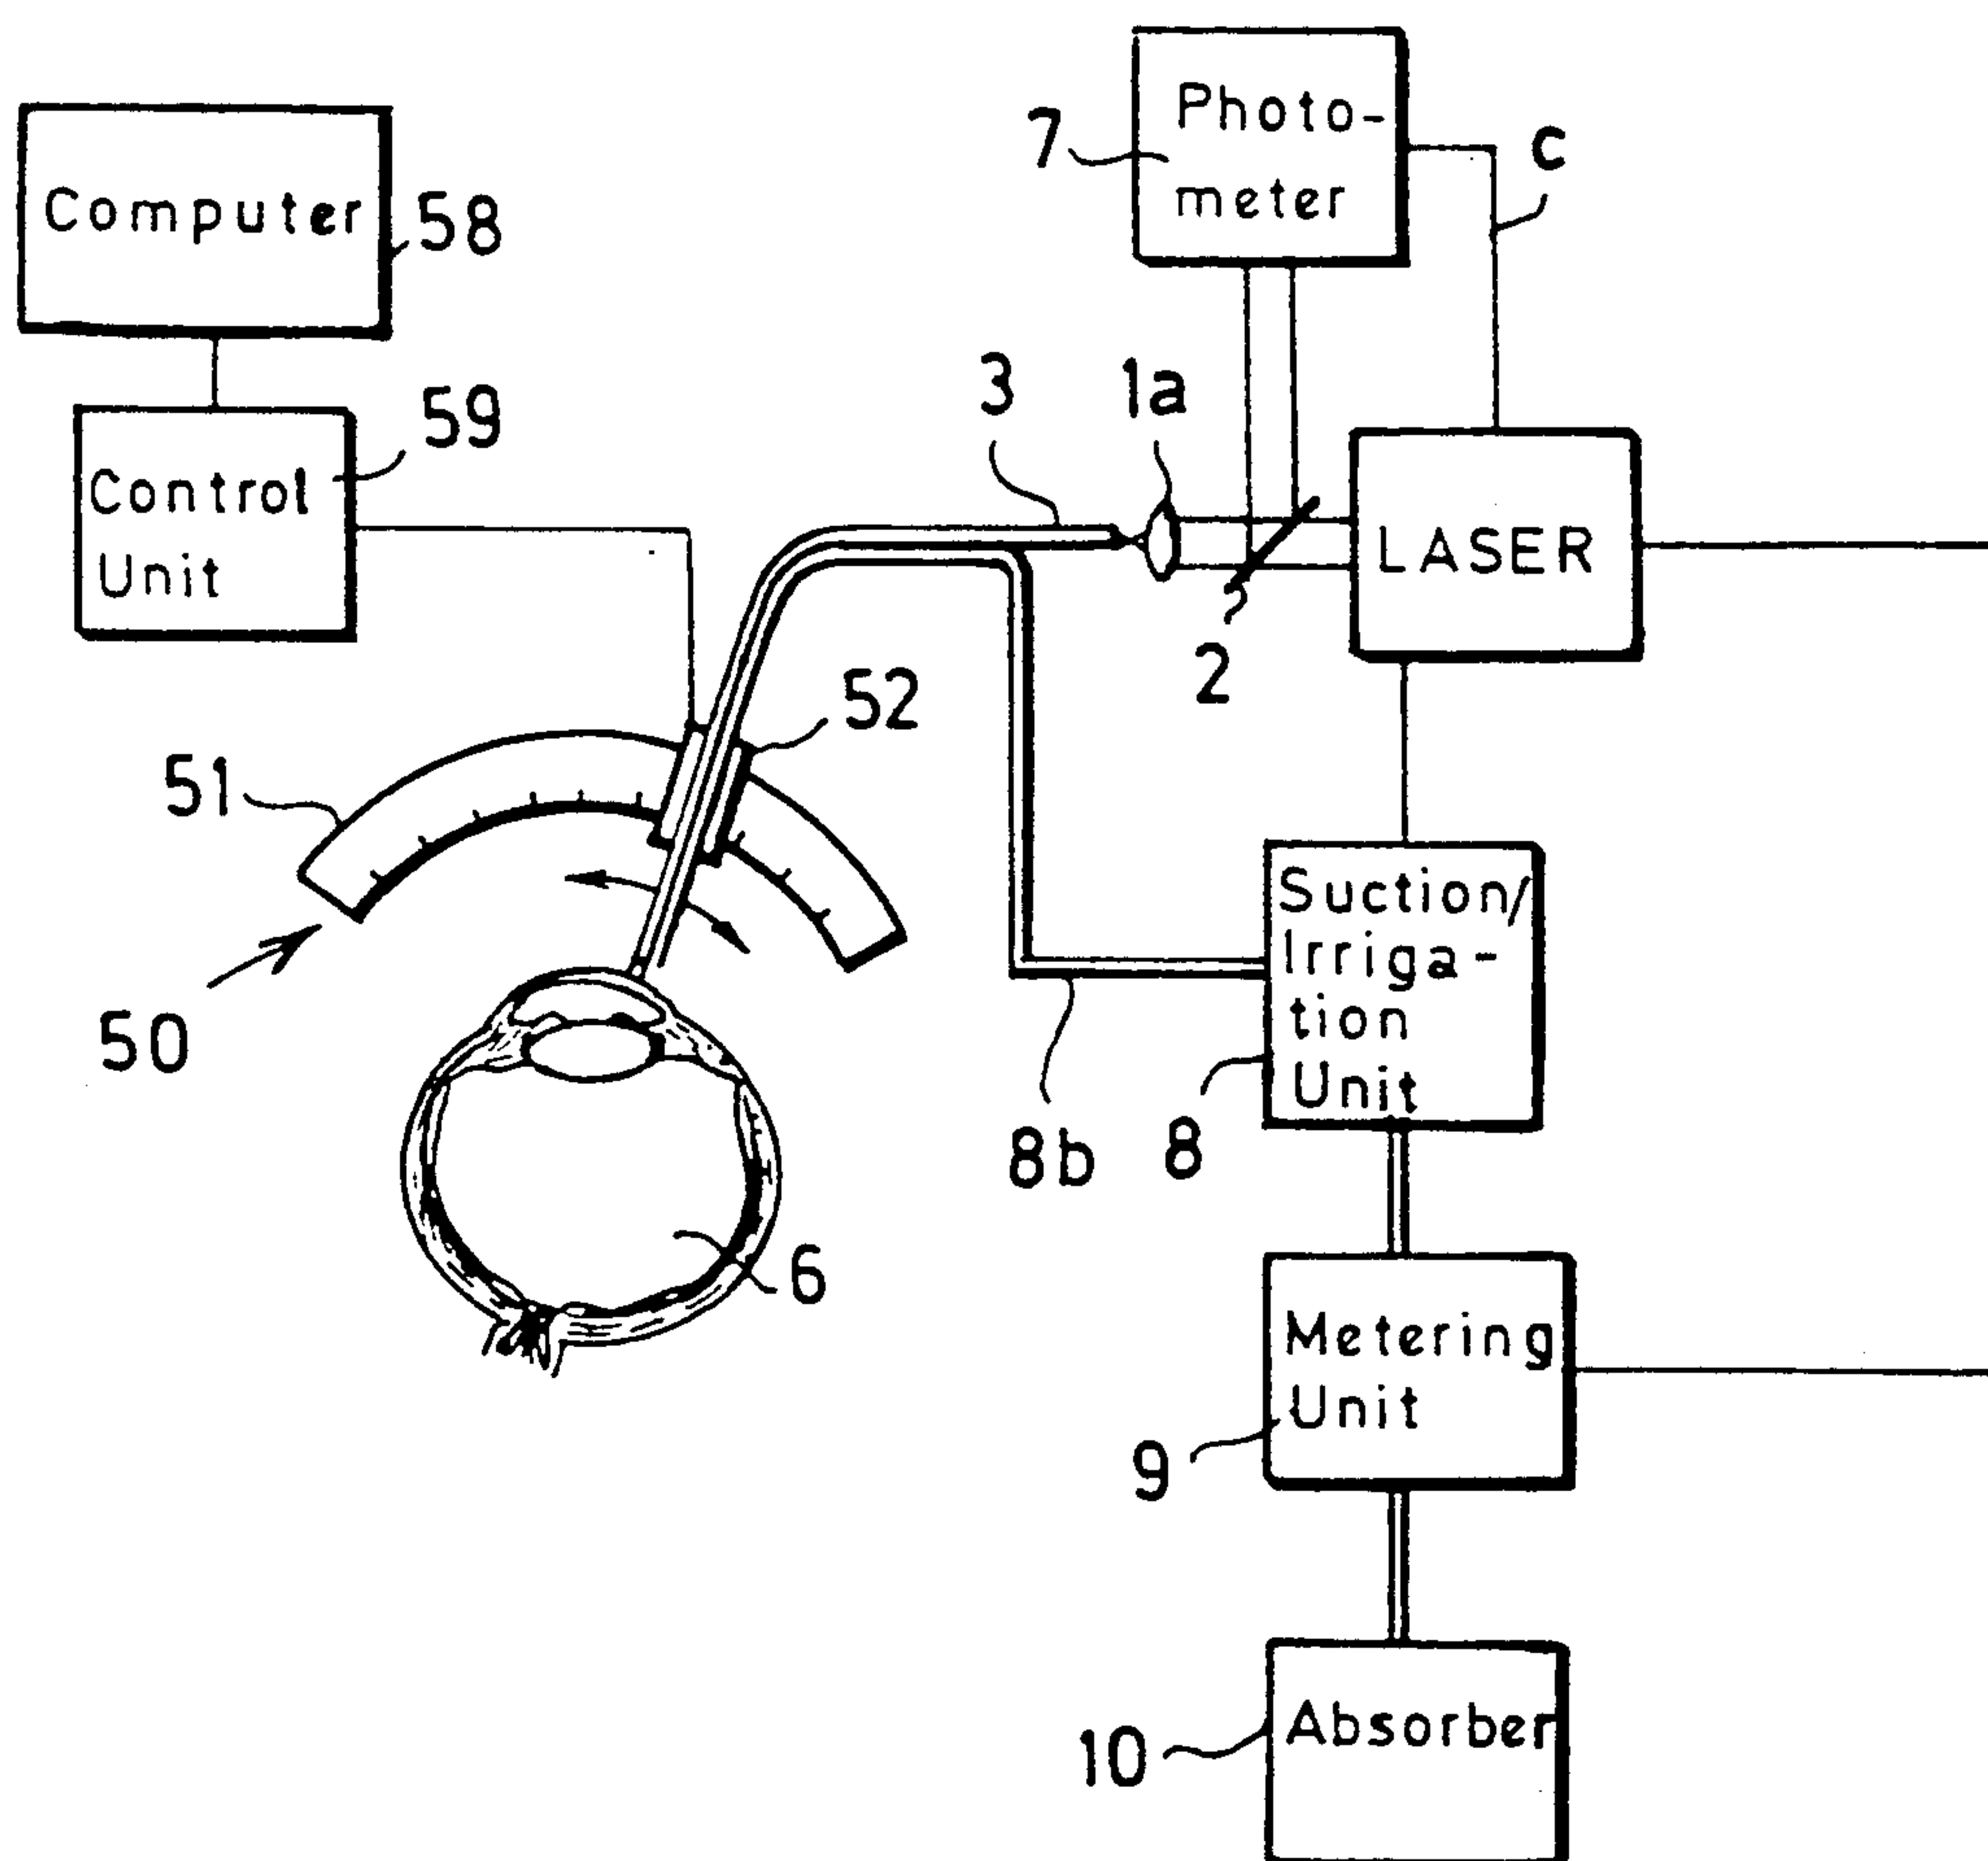 Photo-
meter
7
C
Computer
58
59
Control
Unit
3
1a
LASER
2
52
51
50
Suction/
Irriga-
tion
Unit
8
8b
6
Metering
Unit
9
Absorber
10